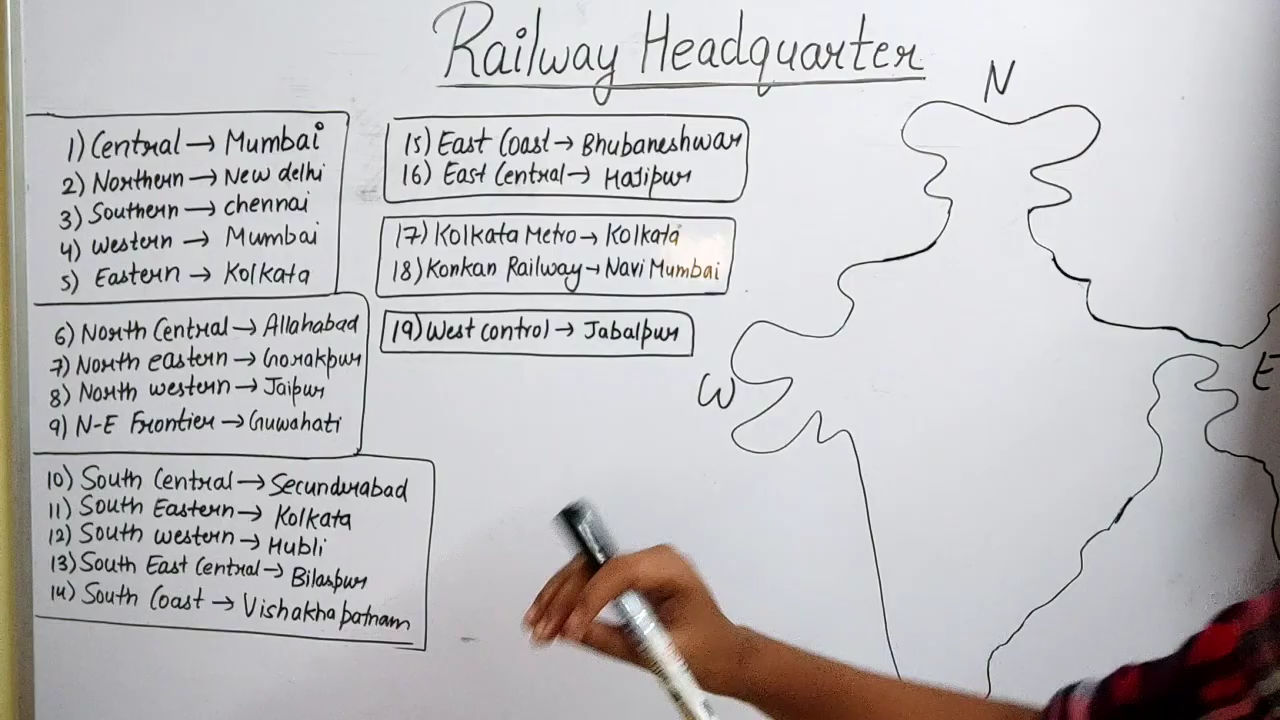 Railway Headquarter
N
1) Central → Mumbai
2) Northern → New delhi
3) Southern → chennai
4) western → Mumbai
5) Eastern → Kolkata
6) North Central → Allahabad
7) North eastern → Gorakpur
8) North western → Jaipur
9) N-E Frontier → Guwahati
10) South Central → Secunderabad
11) South Eastern → Kolkata
12) South western → Hubli
13) South East Central → Bilaspur
14) South Coast → Vishakhapatnam
15) East Coast → Bhubaneshwar
16) East Central → Hajipur
17) Kolkata Metro → Kolkata
18) Konkan Railway → Navi Mumbai
19) West control → Jabalpur
W
E